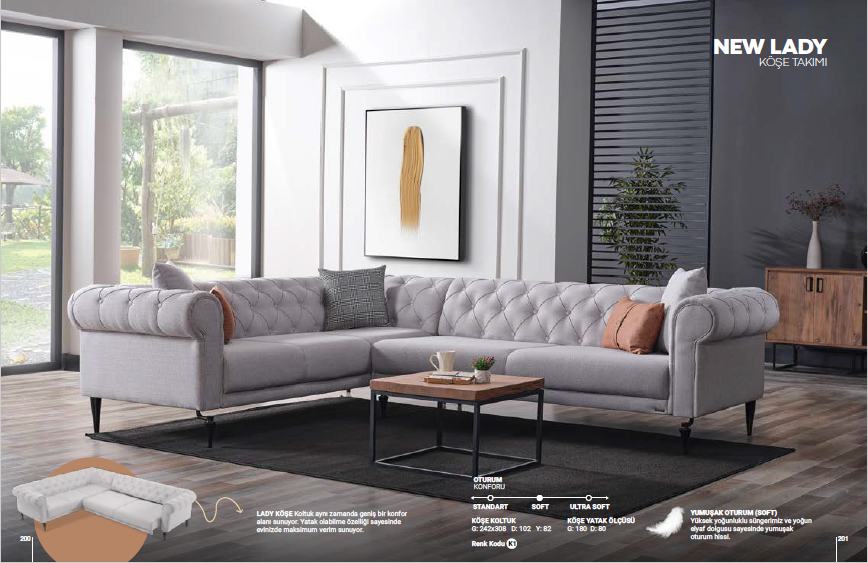 NEW LADY
KÖŞE TAKIMI
OTURUM
KONFORU
STANDART SOFT ULTRA SOFT
LADY KÖŞE Koltuk aynı zamanda geniş bir konfor
alanı sunuyor. Yatak olabilme özelliği sayesinde
evinizde maksimum verim sunuyor.
KÖŞE KOLTUK
G: 242x308 D: 102 Y: 82
Renk Kodu K1
KÖŞE YATAK ÖLÇÜSÜ
G: 180 D: 80
YUMUŞAK OTURUM (SOFT)
Yüksek yoğunluklu süngerimiz ve yoğun
elyaf dolgusu sayesinde yumuşak
oturum hissi.
200
201